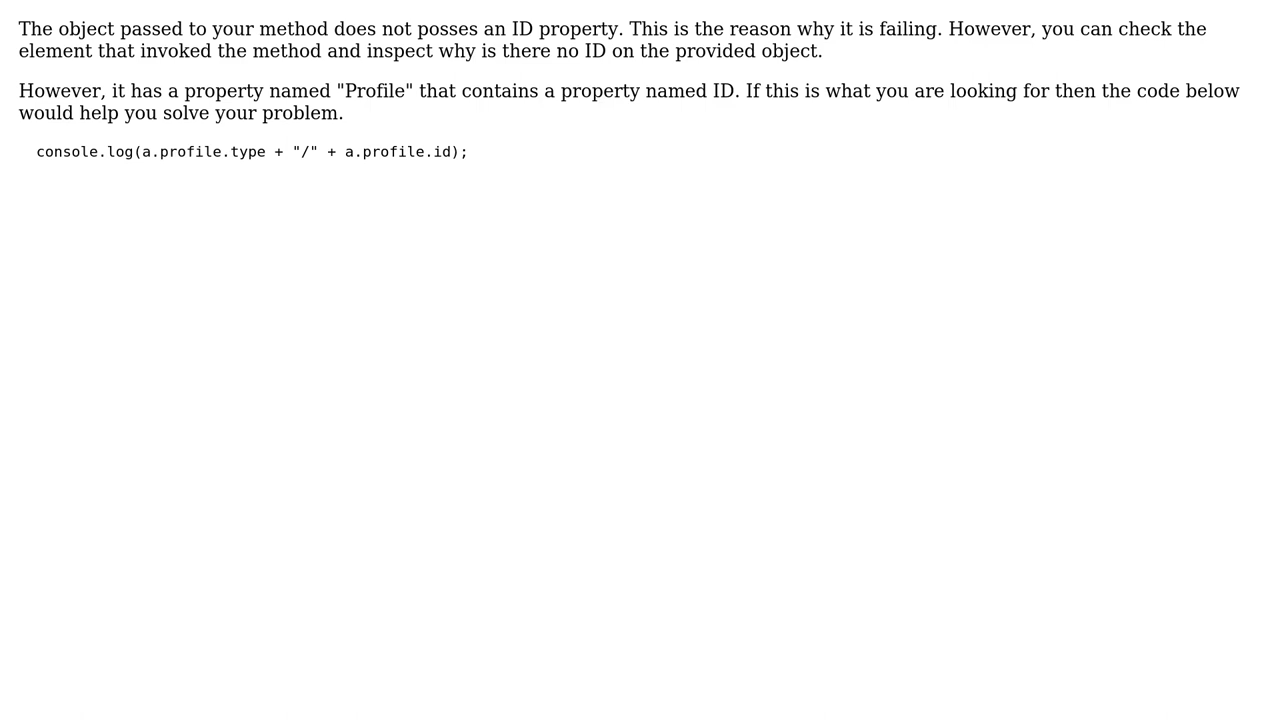 The object passed to your method does not posses an ID property. This is the reason why it is failing. However, you can check the
element that invoked the method and inspect why is there no ID on the provided object.
However, it has a property named "Profile" that contains a property named ID. If this is what you are looking for then the code below
would help you solve your problem.
console.log(a.profile.type + "/" + a.profile.id);